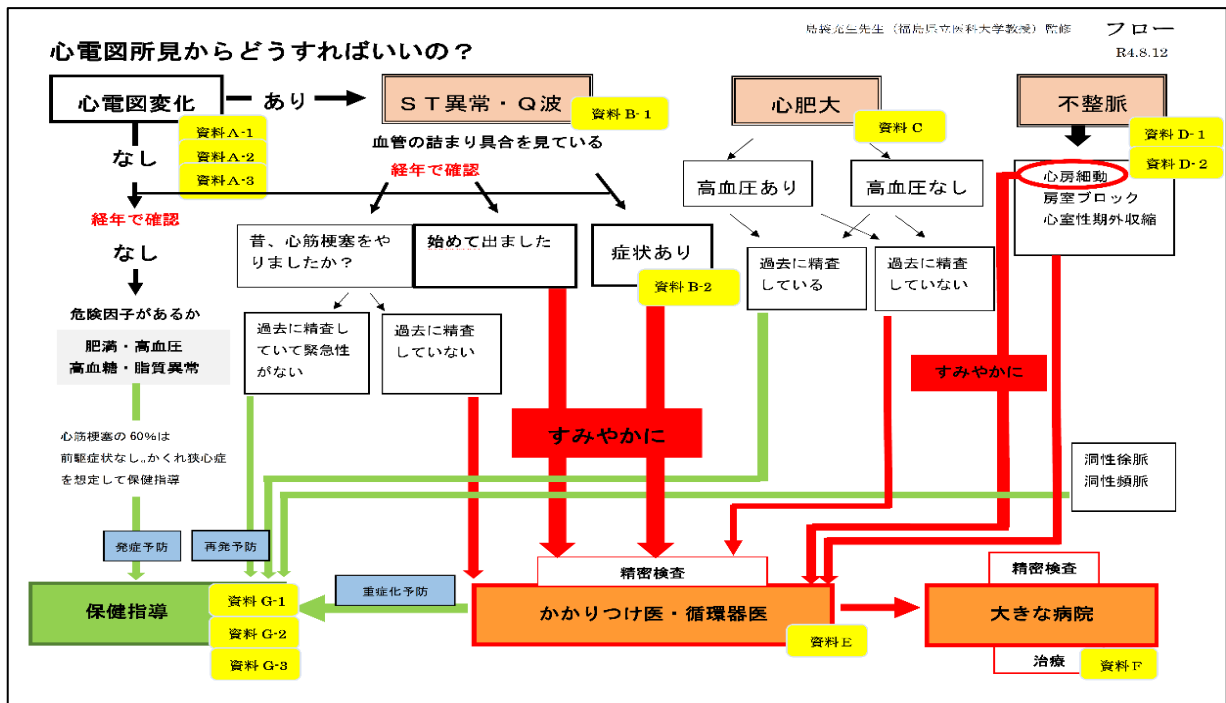 心電図所見からどうすればいいの？
島袋充生先生（福島県立医科大学教授）監修
フロー
R4.8.12
心電図変化
あり
ＳＴ異常・Ｑ波
資料 B-1
心肥大
資料 C
不整脈
資料 D-1
資料 D-2
資料 A-1
資料 A-2
資料 A-3
なし
血管の詰まり具合を見ている
経年で確認
経年で確認
なし
高血圧あり
高血圧なし
心房細動
房室ブロック
心室性期外収縮
昔、心筋梗塞をや
りましたか？
始めて出ました
症状あり
資料 B-2
過去に精査
している
過去に精査
していない
危険因子があるか
肥満・高血圧
高血糖・脂質異常
過去に精査し
ていて緊急性
がない
過去に精査
していない
すみやかに
すみやかに
心筋梗塞の 60%は
前駆症状なし。かくれ狭心症
を想定して保健指導
洞性徐脈
洞性頻脈
発症予防
再発予防
重症化予防
精密検査
精密検査
保健指導
資料 G-1
資料 G-2
資料 G-3
かかりつけ医・循環器医
資料 E
大きな病院
治療
資料 F